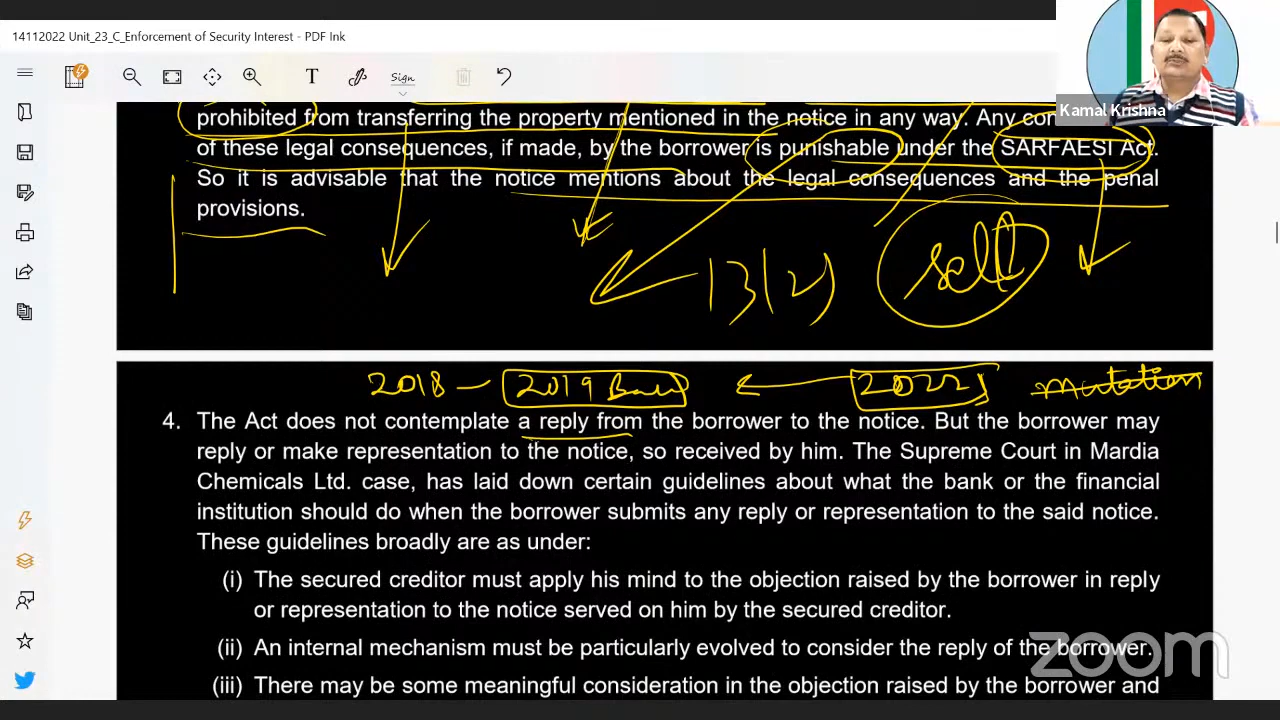 14112022 Unit_23_C_Enforcement of Security Interest - PDF Ink
T
Sign
Kamal Krishna
prohibited from transferring the property mentioned in the notice in any way. Any
of these legal consequences, if made, by the borrower is punishable under the SARFAESI Act.
So it is advisable that the notice mentions about the legal consequences and the penal
provisions.
13(2)
2018 - 2019 2022 mutation
4. The Act does not contemplate a reply from the borrower to the notice. But the borrower may
reply or make representation to the notice, so received by him. The Supreme Court in Mardia
Chemicals Ltd. case, has laid down certain guidelines about what the bank or the financial
institution should do when the borrower submits any reply or representation to the said notice.
These guidelines broadly are as under:
(i) The secured creditor must apply his mind to the objection raised by the borrower in reply
or representation to the notice served on him by the secured creditor.
(ii) An internal mechanism must be particularly evolved to consider the reply of the borrower.
(iii) There may be some meaningful consideration in the objection raised by the borrower and
zoom